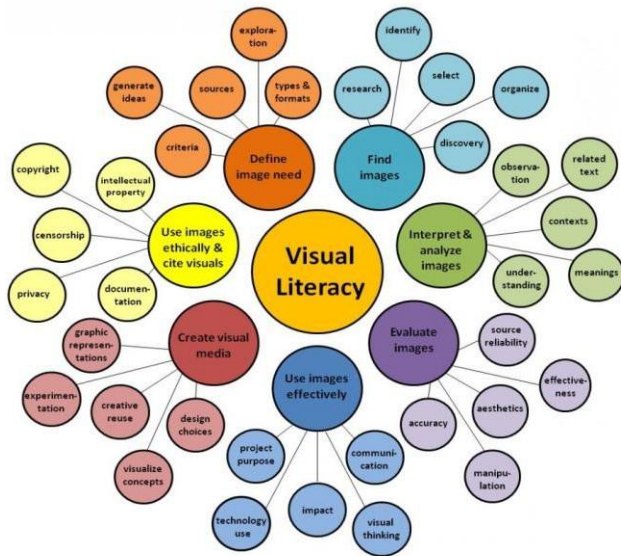 Visual
Literacy
Define
image need
explora-
tion
generate
ideas
sources
types &
formats
criteria
Find
images
identify
research
select
organize
discovery
Interpret &
analyze
images
observa-
tion
related
text
contexts
meanings
under-
standing
Evaluate
images
source
reliability
effective-
ness
aesthetics
accuracy
manipu-
lation
Use images
effectively
project
purpose
communi-
cation
technology
use
impact
visual
thinking
Create visual
media
graphic
represen-
tations
experimen-
tation
creative
reuse
design
choices
visualize
concepts
Use images
ethically &
cite visuals
copyright
intellectual
property
censorship
privacy
documen-
tation